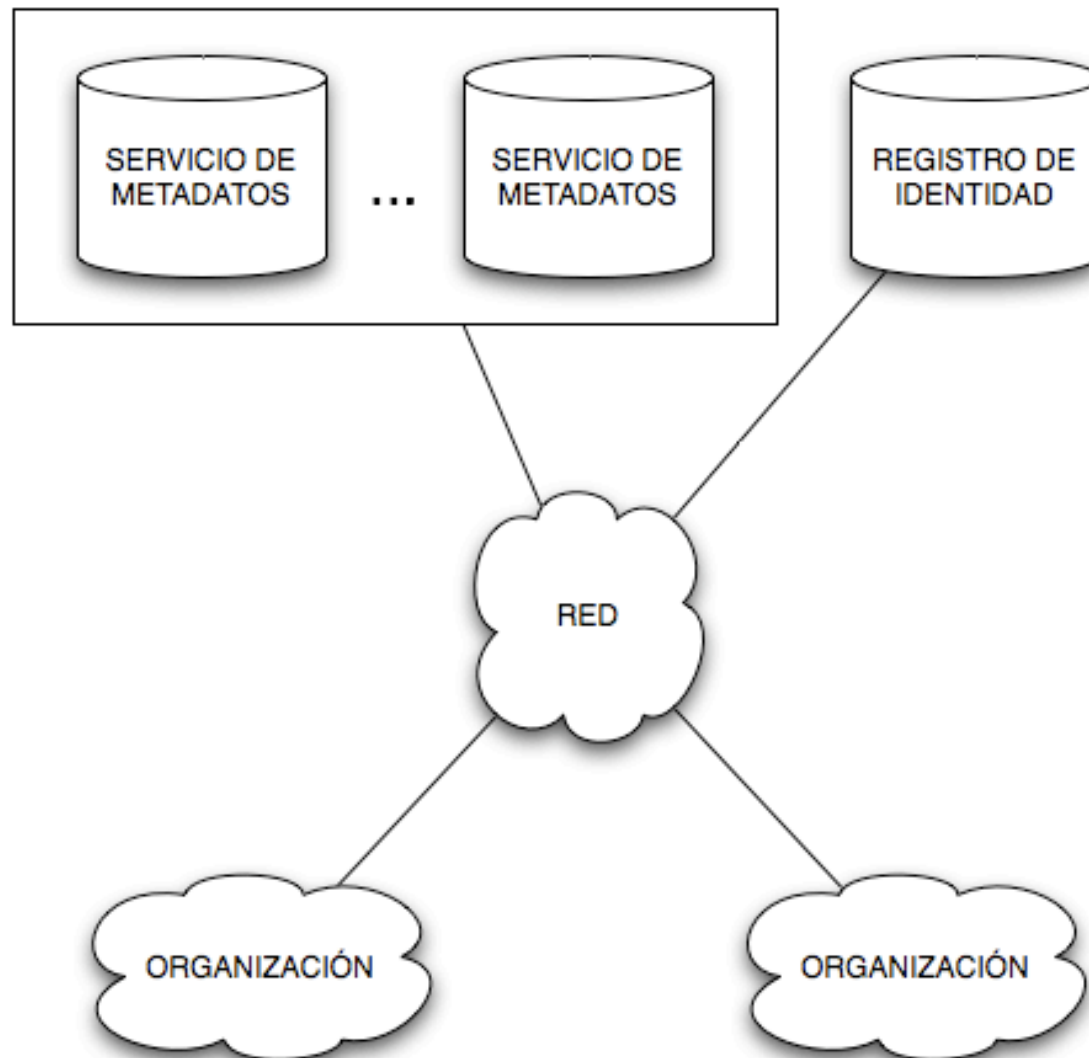 SERVICIO DE
METADATOS
...
SERVICIO DE
METADATOS
REGISTRO DE
IDENTIDAD
RED
ORGANIZACIÓN
ORGANIZACIÓN